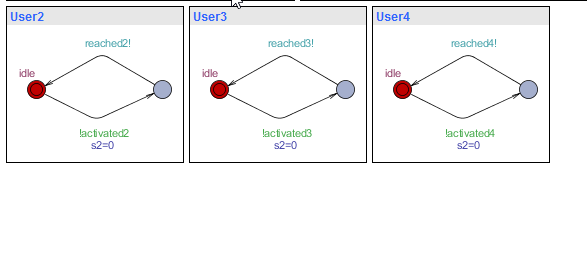 User2
reached2!
idle
!activated2
s2=0
User3
reached3!
idle
!activated3
s2=0
User4
reached4!
idle
!activated4
s2=0